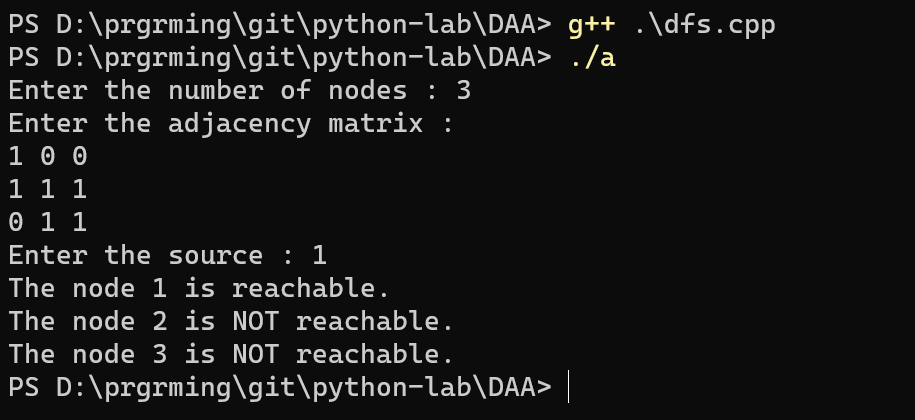 PS D:\prgrming\git\python-lab\DAA> g++ .\dfs.cpp
PS D:\prgrming\git\python-lab\DAA> ./a
Enter the number of nodes : 3
Enter the adjacency matrix :
1 0 0
1 1 1
0 1 1
Enter the source : 1
The node 1 is reachable.
The node 2 is NOT reachable.
The node 3 is NOT reachable.
PS D:\prgrming\git\python-lab\DAA>